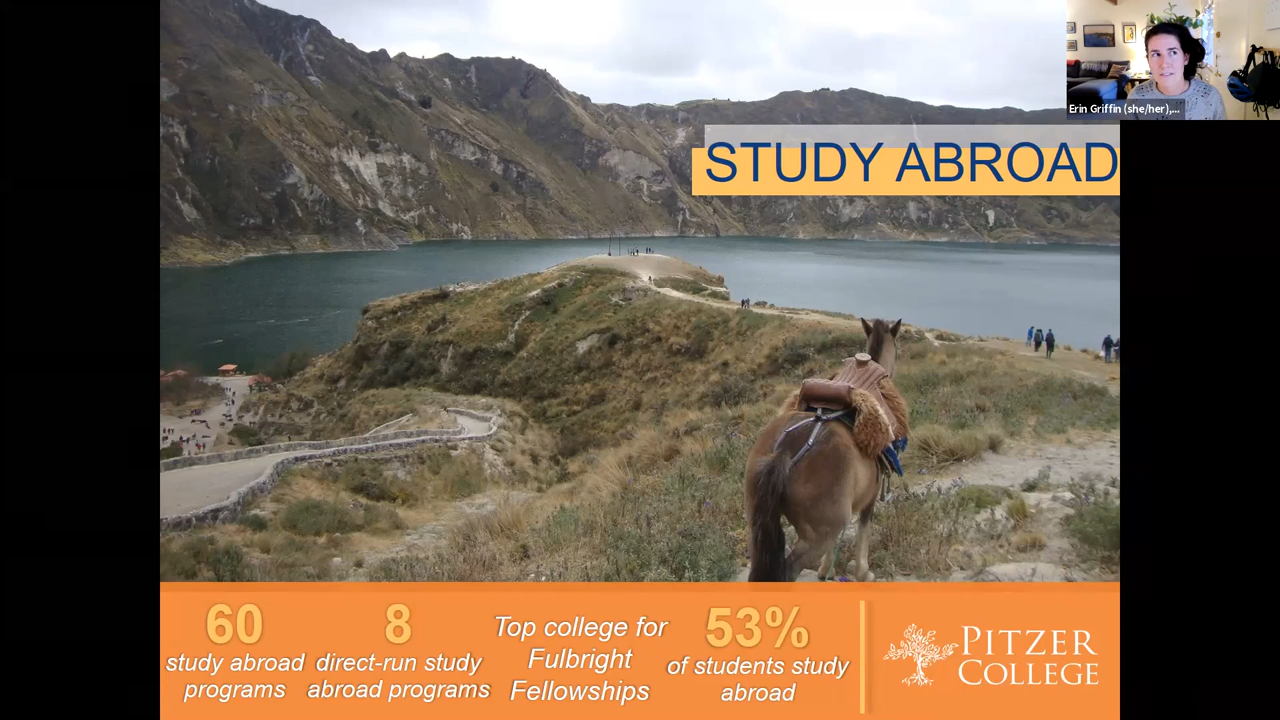 Erin Griffin (she/her),...
STUDY ABROAD
60
study abroad
programs
8
direct-run study
abroad programs
Top college for
Fulbright
Fellowships
53%
of students study
abroad
PITZER
COLLEGE